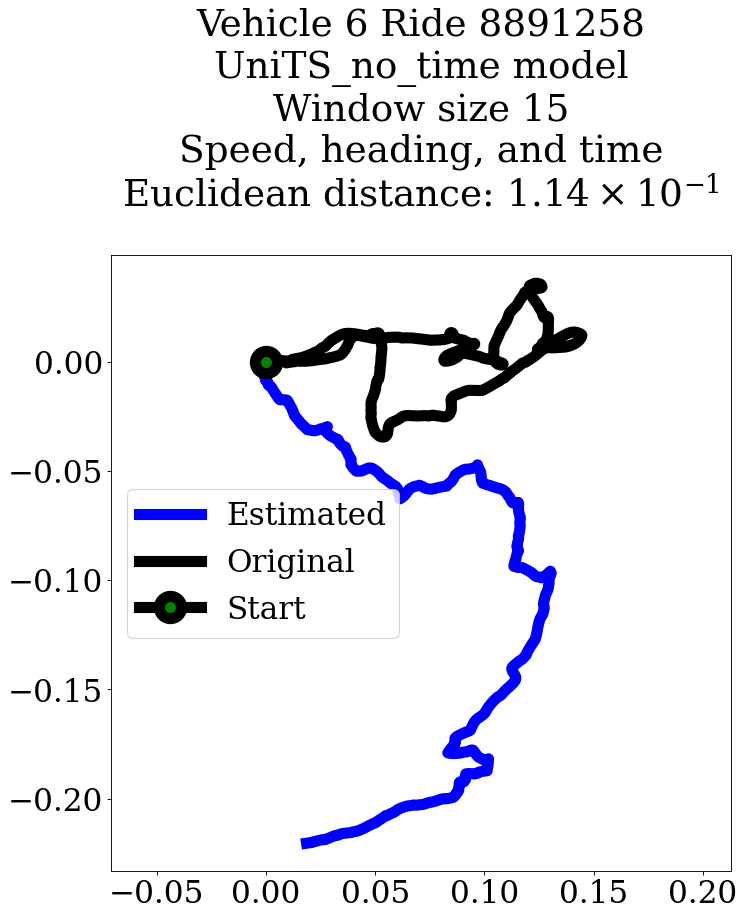 Vehicle 6 Ride 8891258
UniTS_no_time model
Window size 15
Speed, heading, and time
Euclidean distance: 1.14 × 10⁻¹
0.00
−0.05
−0.10
−0.15
−0.20
Estimated
Original
Start
−0.05 0.00 0.05 0.10 0.15 0.20